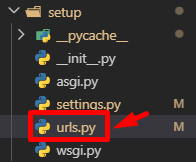 setup
__pycache__
__init__.py
asgi.py
settings.py M
urls.py M
wsgi.py